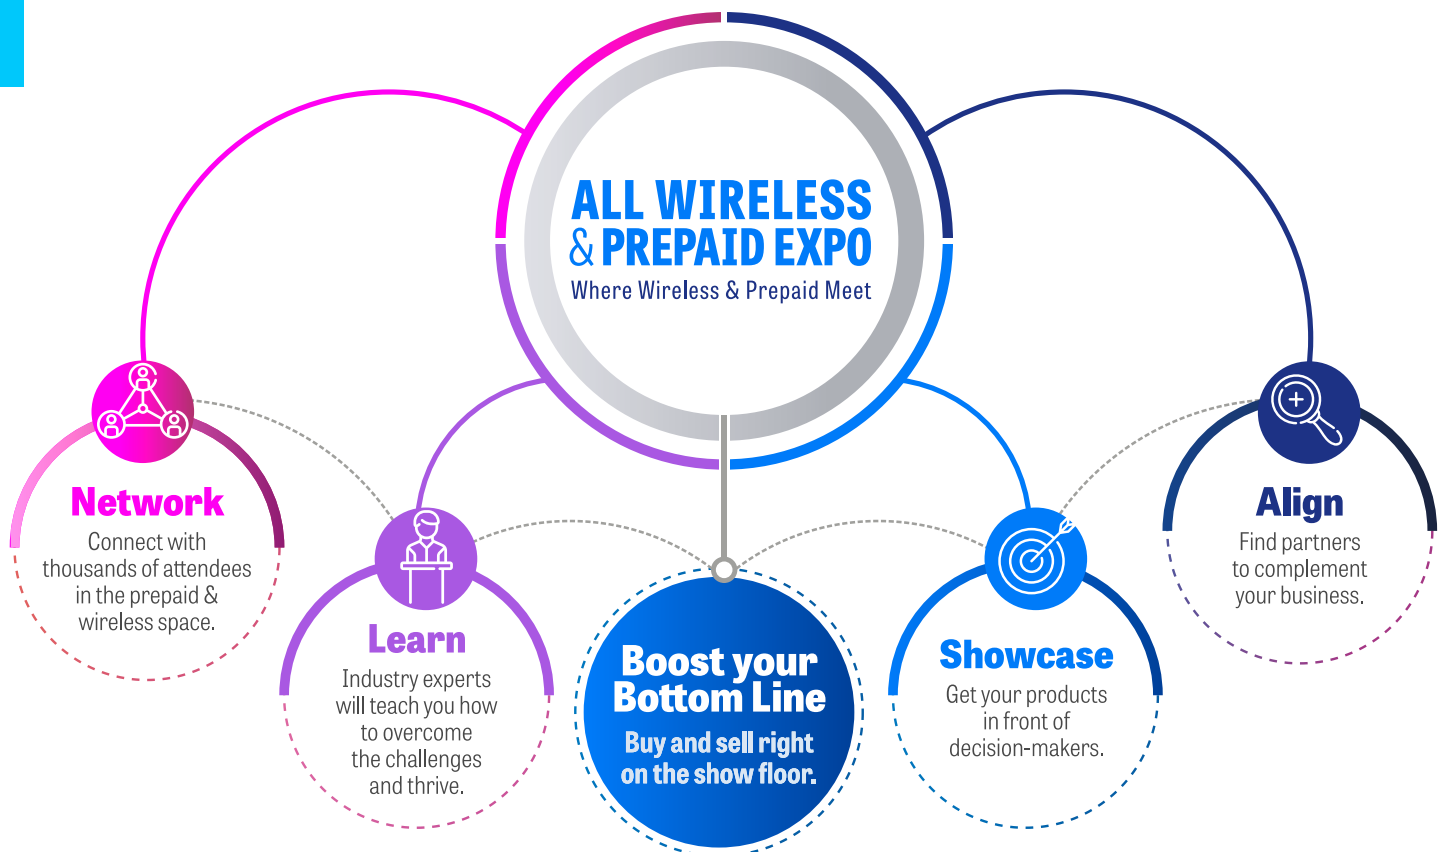 ALL WIRELESS
& PREPAID EXPO
Where Wireless & Prepaid Meet
Network
Connect with
thousands of attendees
in the prepaid &
wireless space.
Learn
Industry experts
will teach you how
to overcome
the challenges
and thrive.
Boost your
Bottom Line
Buy and sell right
on the show floor.
Showcase
Get your products
in front of
decision-makers.
Align
Find partners
to complement
your business.